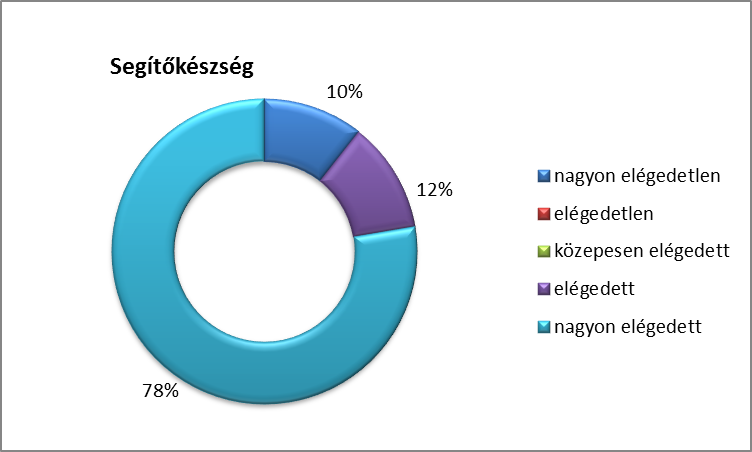 Segítőkészség
10%
12%
78%
nagyon elégedetlen
elégedetlen
közepesen elégedett
elégedett
nagyon elégedett